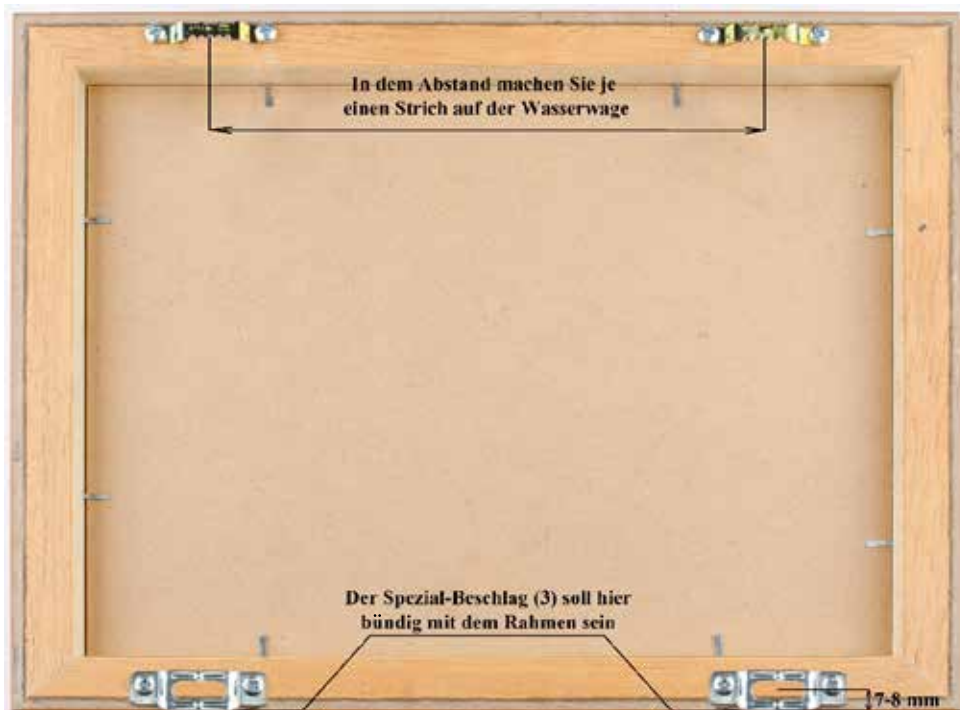 In dem Abstand machen Sie je
einen Strich auf der Wasserwage
Der Spezial-Beschlag (3) soll hier
bündig mit dem Rahmen sein
7-8 mm